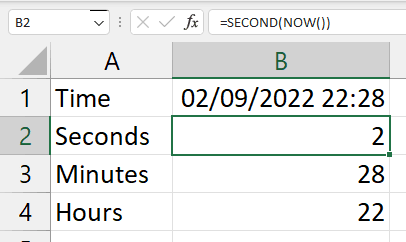 B2 fx =SECOND(NOW())
A B
1 Time 02/09/2022 22:28
2 Seconds 2
3 Minutes 28
4 Hours 22